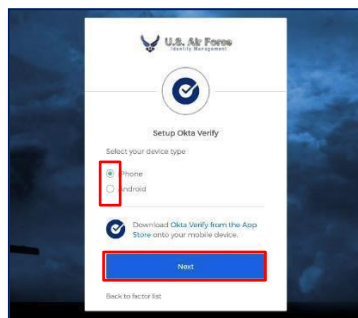 U.S. Air Force
Identity Management
Setup Okta Verify
Select your device type
iPhone
Android
Download Okta Verify from the App
Store onto your mobile device.
Next
Back to factor list